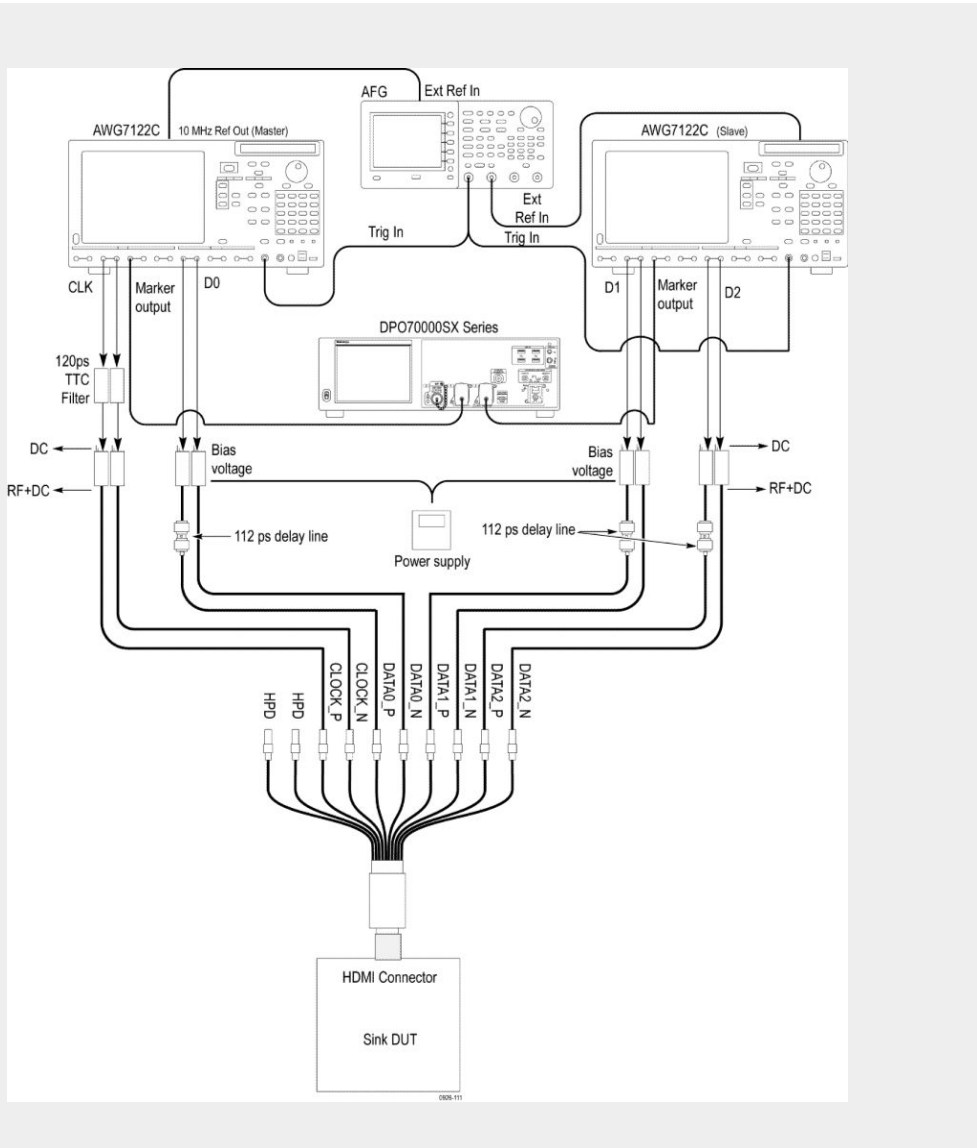 AFG
Ext Ref In
AWG7122C
10 MHz Ref Out (Master)
AWG7122C
(Slave)
Ext
Ref In
Trig In
Trig In
CLK
Marker
output
D0
D1
Marker
output
D2
DPO70000SX Series
120ps
TTC
Filter
DC
Bias
voltage
Bias
voltage
DC
RF+DC
RF+DC
112 ps delay line
112 ps delay line
Power supply
HPD
HPD
CLOCK_P
CLOCK_N
DATA0_P
DATA0_N
DATA1_P
DATA1_N
DATA2_P
DATA2_N
HDMI Connector
Sink DUT
0926-111